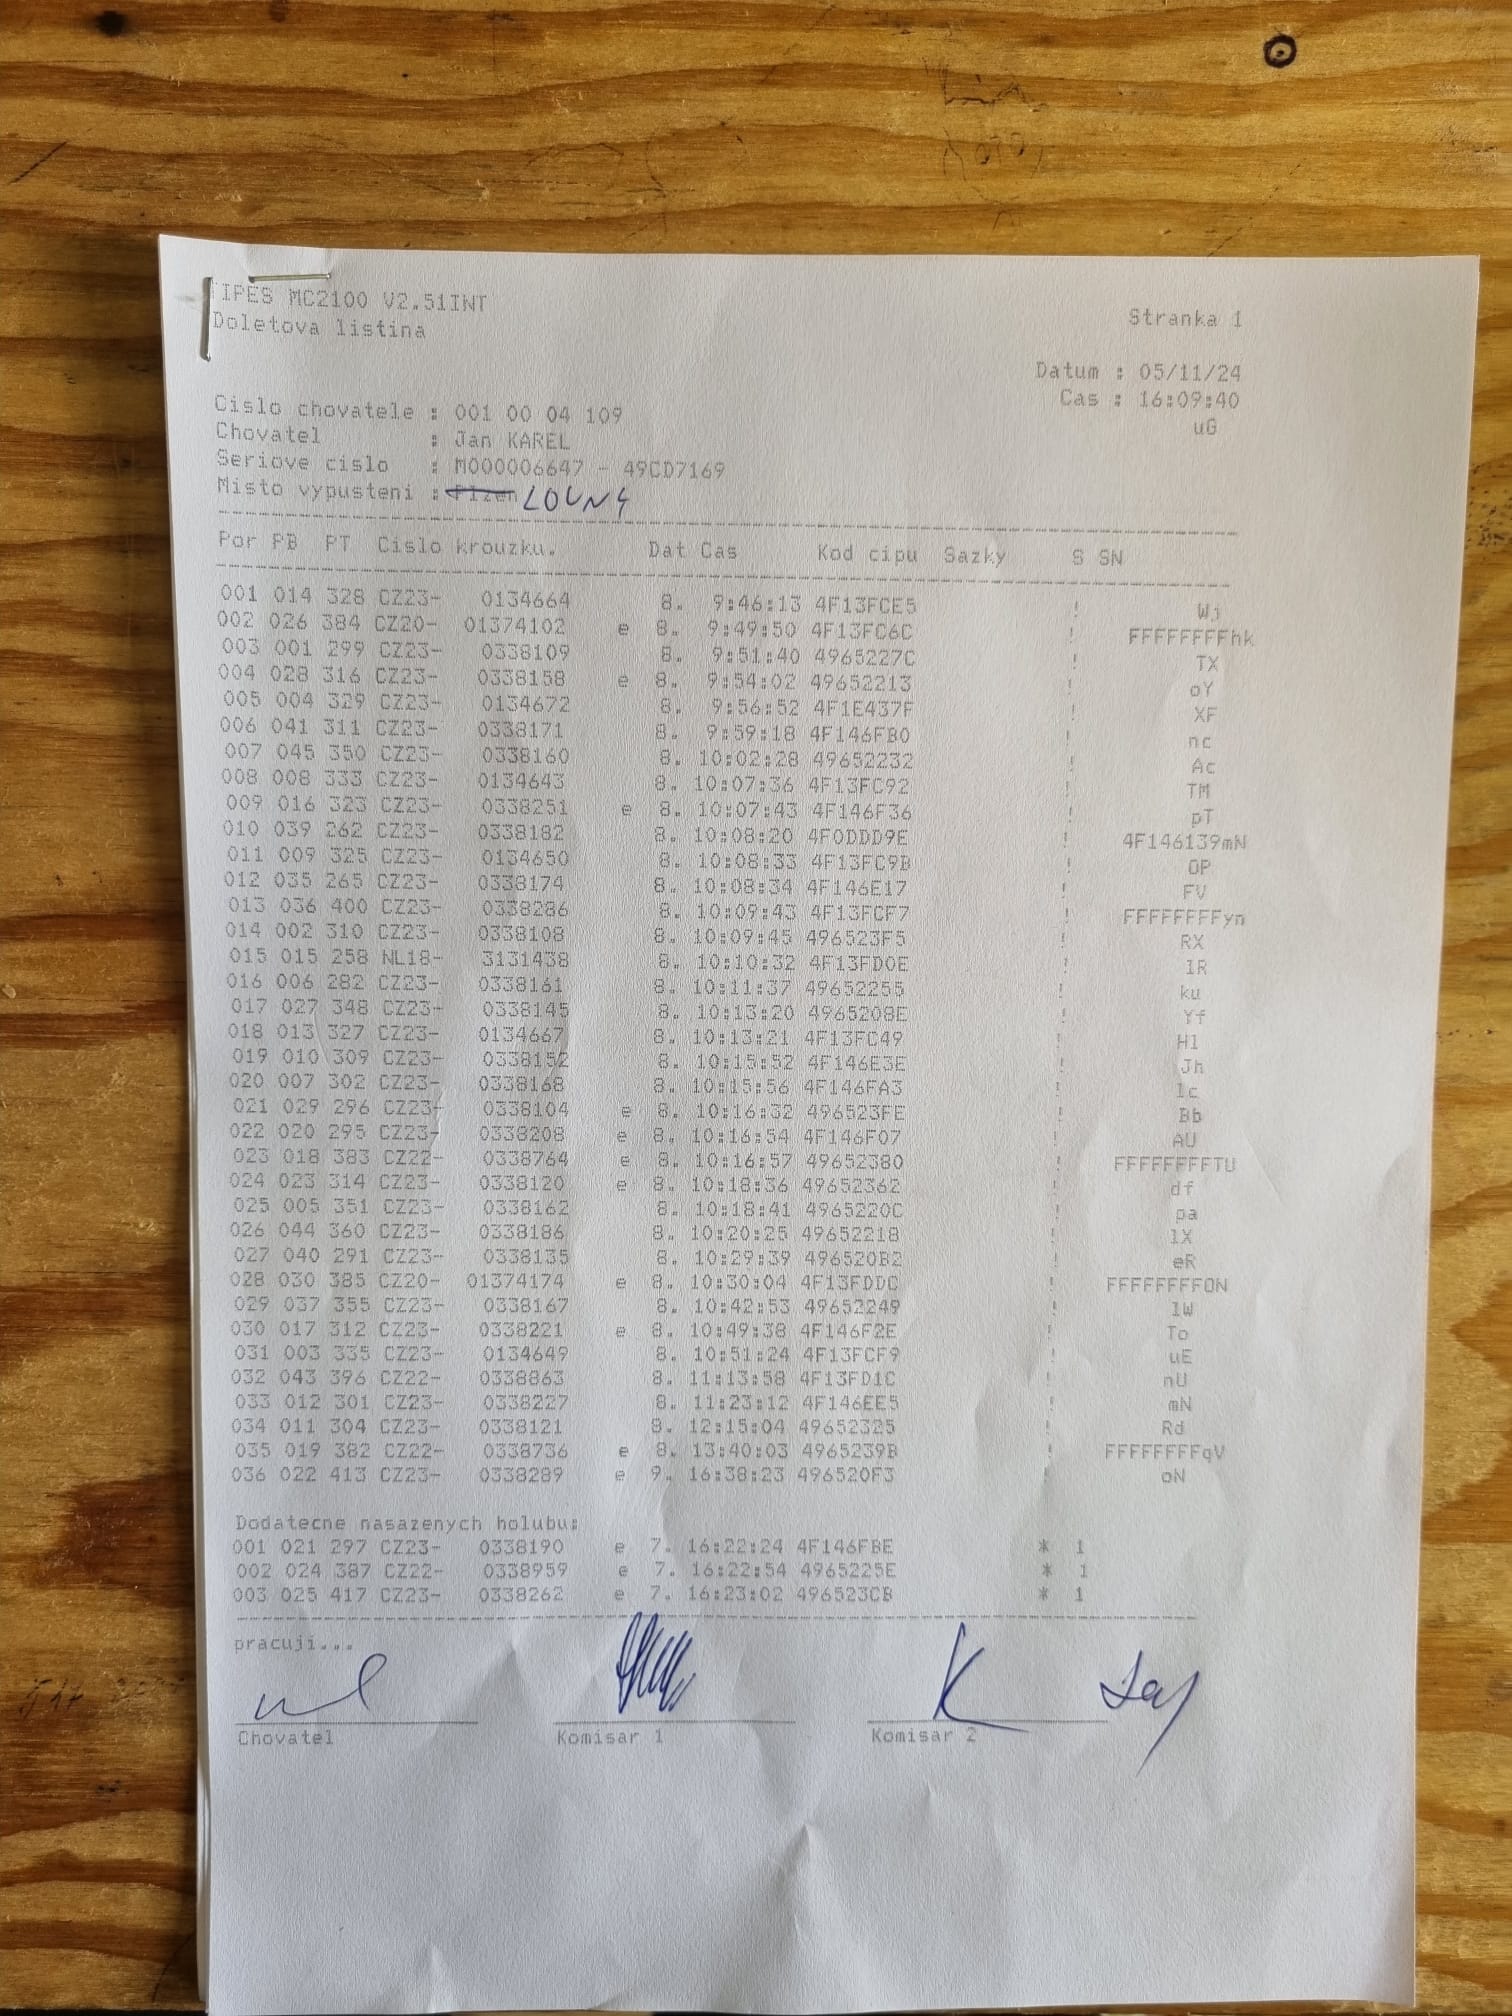 TIPES MC2100 V2.51INT
Doletova listina
Stranka 1
Datum : 05/11/24
Cas : 16:09:40
uG
Cislo chovatele : 001 00 04 109
Chovatel : Jan KAREL
Seriove cislo : M000006647 - 49CD7169
Misto vypusteni : Plzen LOUNY
Por PB PT Cislo krouzku. Dat Cas Kod cipu Sazky S SN
001 014 328 CZ23- 0134664 8. 9:46:13 4F13FCE5 ! Wj
002 026 384 CZ20- 01374102 e 8. 9:49:50 4F13FC6C ! FFFFFFFFhk
003 001 299 CZ23- 0338109 8. 9:51:40 4965227C ! TX
004 028 316 CZ23- 0338158 e 8. 9:54:02 49652213 ! oY
005 004 329 CZ23- 0134672 8. 9:56:52 4F1E437F ! XF
006 041 311 CZ23- 0338171 8. 9:59:18 4F146FB0 ! nc
007 045 350 CZ23- 0338160 8. 10:02:28 49652232 ! Ac
008 008 333 CZ23- 0134643 8. 10:07:36 4F13FC92 ! TM
009 016 323 CZ23- 0338251 e 8. 10:07:43 4F146F36 ! pT
010 039 262 CZ23- 0338182 8. 10:08:20 4F0DDD9E ! 4F146139mN
011 009 325 CZ23- 0134650 8. 10:08:33 4F13FC9B ! OP
012 035 265 CZ23- 0338174 8. 10:08:34 4F146E17 ! FV
013 036 400 CZ23- 0338286 8. 10:09:43 4F13FCF7 ! FFFFFFFFyn
014 002 310 CZ23- 0338108 8. 10:09:45 496523F5 ! RX
015 015 258 NL18- 3131438 8. 10:10:32 4F13FD0E ! lR
016 006 282 CZ23- 0338161 8. 10:11:37 49652255 ! ku
017 027 348 CZ23- 0338145 8. 10:13:20 4965208E ! Yf
018 013 327 CZ23- 0134667 8. 10:13:21 4F13FC49 ! Hl
019 010 309 CZ23- 0338152 8. 10:15:52 4F146E3E ! Jh
020 007 302 CZ23- 0338168 8. 10:15:56 4F146FA3 ! lc
021 029 296 CZ23- 0338104 e 8. 10:16:32 496523FE ! Bb
022 020 295 CZ23- 0338208 e 8. 10:16:54 4F146F07 ! AU
023 018 383 CZ22- 0338764 e 8. 10:16:57 49652380 ! FFFFFFFFTU
024 023 314 CZ23- 0338120 e 8. 10:18:36 49652362 ! df
025 005 351 CZ23- 0338162 8. 10:18:41 4965220C ! pa
026 044 360 CZ23- 0338186 8. 10:20:25 49652218 ! lX
027 040 291 CZ23- 0338135 8. 10:29:39 496520B2 ! eR
028 030 385 CZ20- 01374174 e 8. 10:30:04 4F13FDDC ! FFFFFFFFON
029 037 355 CZ23- 0338167 8. 10:42:53 49652249 ! lW
030 017 312 CZ23- 0338221 e 8. 10:49:38 4F146F2E ! To
031 003 335 CZ23- 0134649 8. 10:51:24 4F13FCF9 ! uE
032 043 396 CZ22- 0338863 8. 11:13:58 4F13FD1C ! nU
033 012 301 CZ23- 0338227 8. 11:23:12 4F146EE5 ! mN
034 011 304 CZ23- 0338121 8. 12:15:04 49652325 ! Rd
035 019 382 CZ22- 0338736 e 8. 13:40:03 4965239B ! FFFFFFFFqV
036 022 413 CZ23- 0338289 e 9. 16:38:23 496520F3 ! oN
Dodatecne nasazenych holubu:
001 021 297 CZ23- 0338190 e 7. 16:22:24 4F146FBE * 1
002 024 387 CZ22- 0338959 e 7. 16:22:54 4965225E * 1
003 025 417 CZ23- 0338262 e 7. 16:23:02 496523CB * 1
pracuji...
Chovatel Komisar 1 Komisar 2